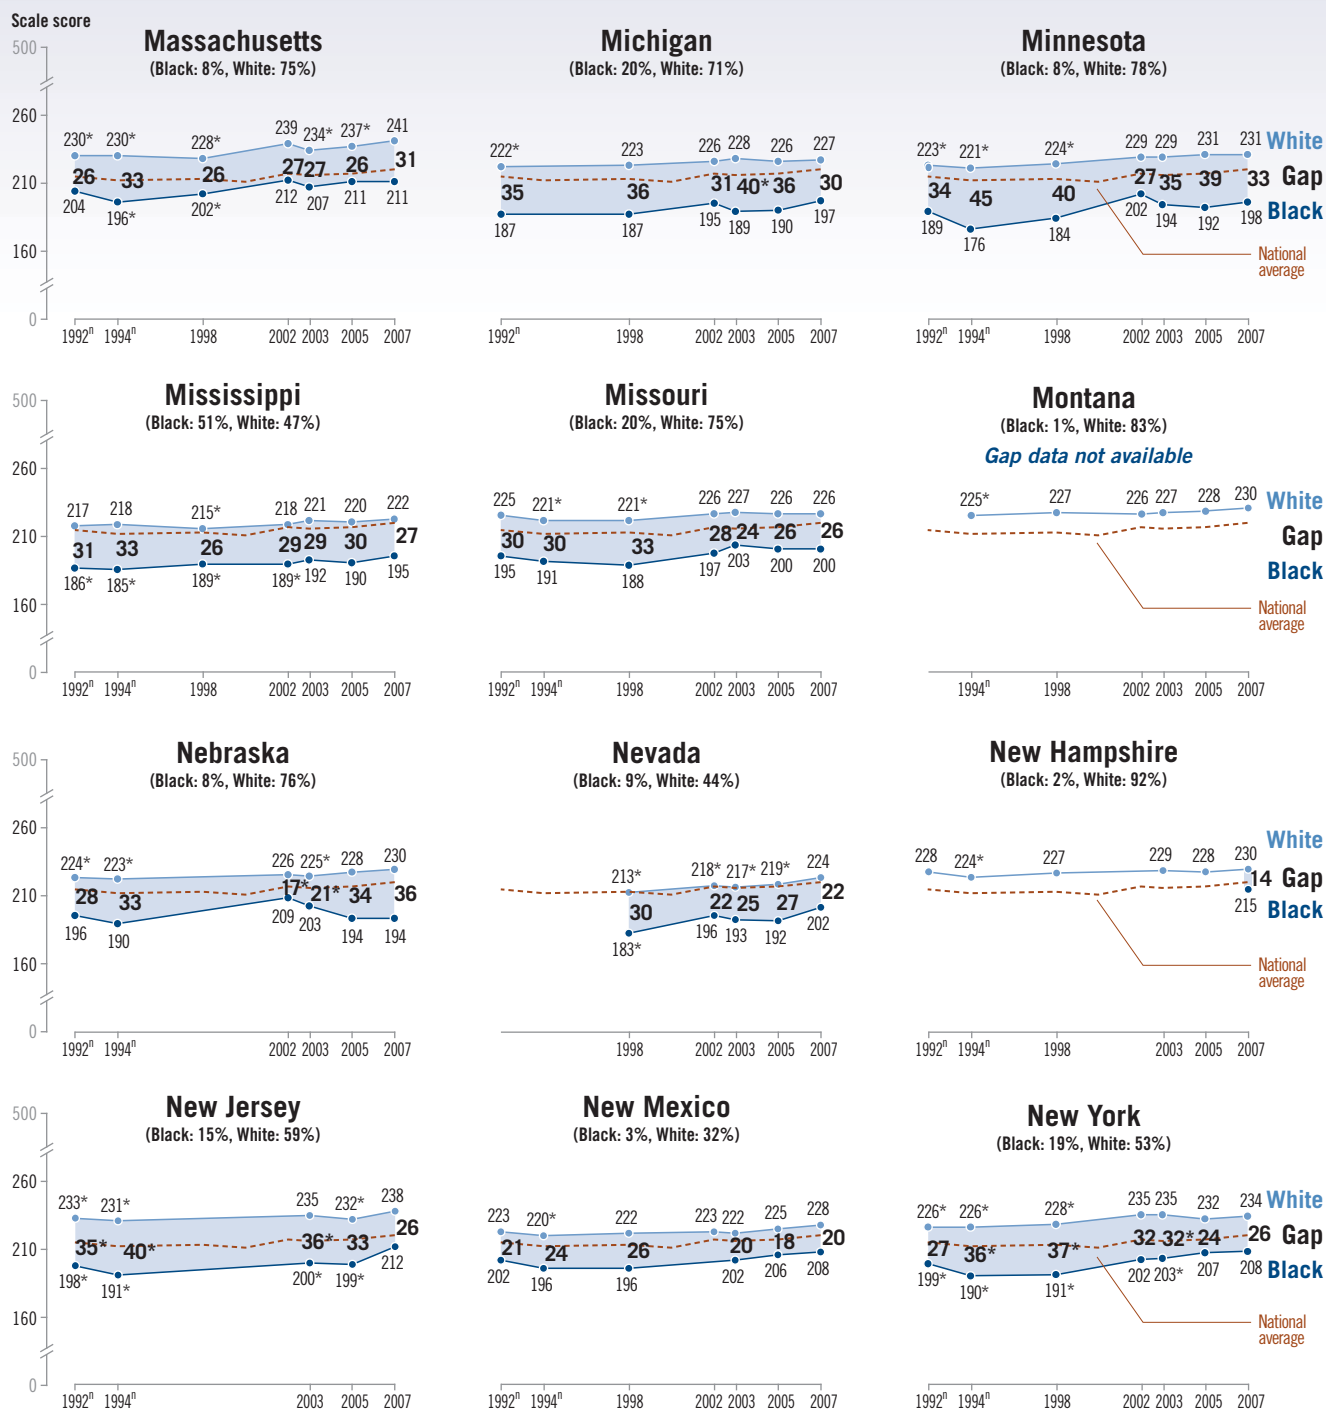 Scale score
Massachusetts
(Black: 8%, White: 75%)
500
260
210
160
0
230* 230* 228* 239 234* 237* 241
26 33 26 27 27 26 31
204 196* 202* 212 207 211 211
1992ⁿ 1994ⁿ 1998 2002 2003 2005 2007
Michigan
(Black: 20%, White: 71%)
222* 223 226 228 226 227
35 36 31 40* 36 30
187 187 195 189 190 197
1992ⁿ 1998 2002 2003 2005 2007
Minnesota
(Black: 8%, White: 78%)
223* 221* 224* 229 229 231 231
34 45 40 27 35 39 33
189 176 184 202 194 192 198
White
Gap
Black
National
average
1992ⁿ 1994ⁿ 1998 2002 2003 2005 2007
Mississippi
(Black: 51%, White: 47%)
500
260
210
160
0
217 218 215* 218 221 220 222
31 33 26 29 29 30 27
186* 185* 189* 189* 192 190 195
1992ⁿ 1994ⁿ 1998 2002 2003 2005 2007
Missouri
(Black: 20%, White: 75%)
225 221* 221* 226 227 226 226
30 30 33 28 24 26 26
195 191 188 197 203 200 200
1992ⁿ 1994ⁿ 1998 2002 2003 2005 2007
Montana
(Black: 1%, White: 83%)
Gap data not available
225* 227 226 227 228 230
White
Gap
Black
National
average
1994ⁿ 1998 2002 2003 2005 2007
Nebraska
(Black: 8%, White: 76%)
500
260
210
160
0
224* 223* 226 225* 228 230
28 33 17* 21* 34 36
196 190 209 203 194 194
1992ⁿ 1994ⁿ 2002 2003 2005 2007
Nevada
(Black: 9%, White: 44%)
213* 218* 217* 219* 224
30 22 25 27 22
183* 196 193 192 202
1998 2002 2003 2005 2007
New Hampshire
(Black: 2%, White: 92%)
228 224* 227 229 228 230
14
215
White
Gap
Black
National
average
1992ⁿ 1994ⁿ 1998 2003 2005 2007
New Jersey
(Black: 15%, White: 59%)
500
260
210
160
0
233* 231* 235 232* 238
35* 40* 36* 33 26
198* 191* 200* 199* 212
1992ⁿ 1994ⁿ 2003 2005 2007
New Mexico
(Black: 3%, White: 32%)
223 220* 222 223 222 225 228
21 24 26 20 18 20
202 196 196 202 206 208
1992ⁿ 1994ⁿ 1998 2002 2003 2005 2007
New York
(Black: 19%, White: 53%)
226* 226* 228* 235 235 232 234
27 36* 37* 32 32* 24 26
199* 190* 191* 202 203* 207 208
White
Gap
Black
National
average
1992ⁿ 1994ⁿ 1998 2002 2003 2005 2007